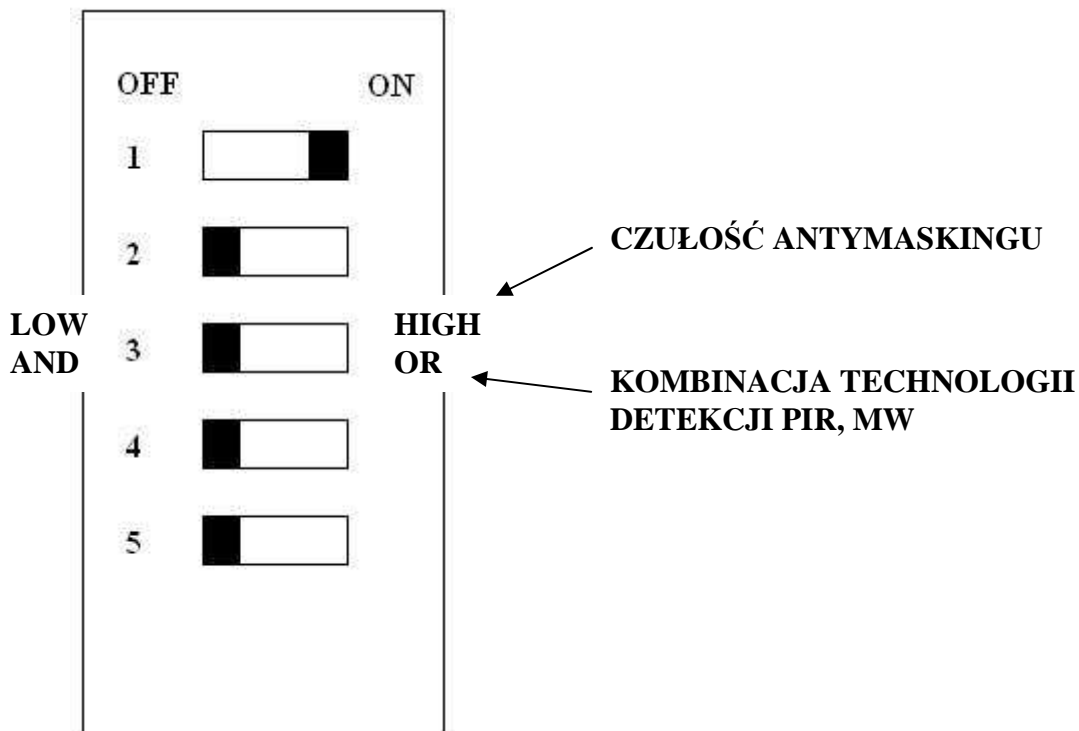 OFF ON
1
2
CZUŁOŚĆ ANTYMASKINGU
LOW HIGH
AND 3 OR
KOMBINACJA TECHNOLOGII
DETEKCJI PIR, MW
4
5